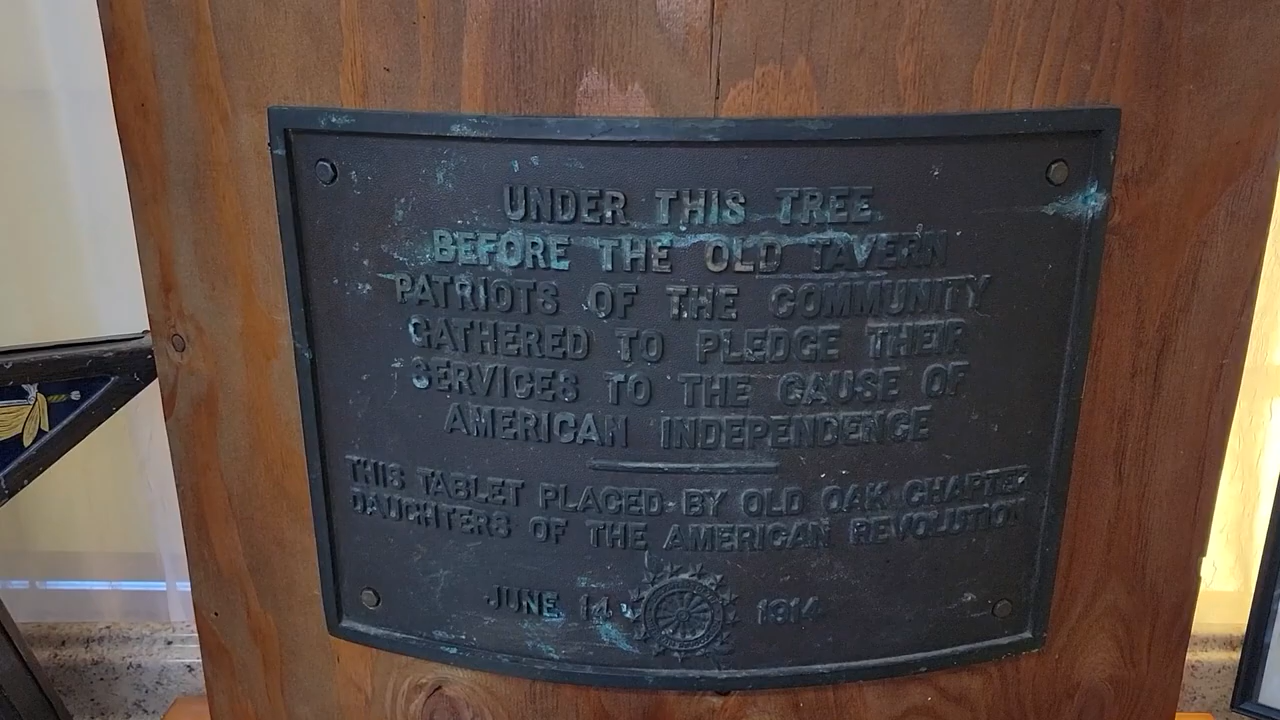 UNDER THIS TREE
BEFORE THE OLD TAVERN
PATRIOTS OF THE COMMUNITY
GATHERED TO PLEDGE THEIR
SERVICES TO THE CAUSE OF
AMERICAN INDEPENDENCE
THIS TABLET PLACED BY OLD OAK CHAPTER
DAUGHTERS OF THE AMERICAN REVOLUTION
JUNE 14 1914